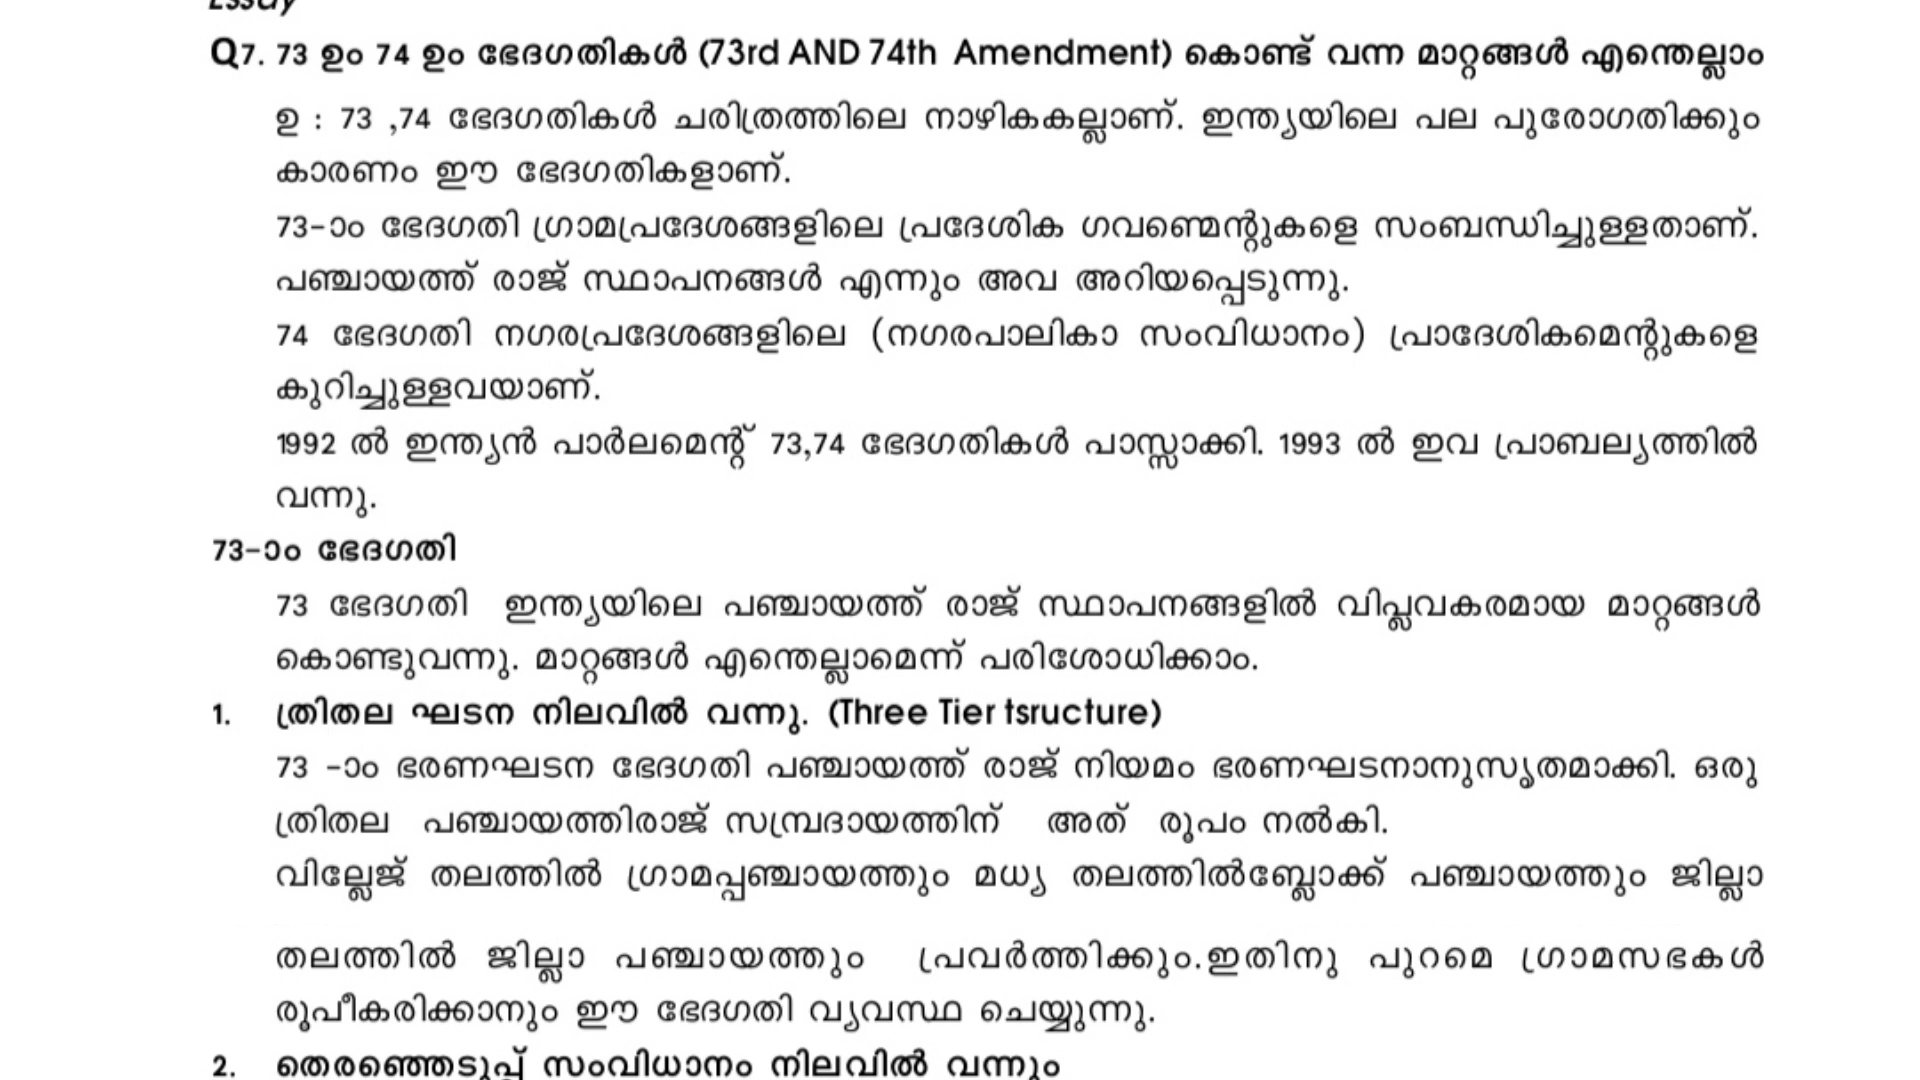 Essay
Q7. 73 ഉം 74 ഉം ഭേദഗതികൾ (73rd AND 74th Amendment) കൊണ്ട് വന്ന മാറ്റങ്ങൾ എന്തെല്ലാം
ഉ : 73 ,74 ഭേദഗതികൾ ചരിത്രത്തിലെ നാഴികകല്ലാണ്. ഇന്ത്യയിലെ പല പുരോഗതിക്കും
കാരണം ഈ ഭേദഗതികളാണ്.
73-ാം ഭേദഗതി ഗ്രാമപ്രദേശങ്ങളിലെ പ്രദേശിക ഗവണ്മെന്റുകളെ സംബന്ധിച്ചുള്ളതാണ്.
പഞ്ചായത്ത് രാജ് സ്ഥാപനങ്ങൾ എന്നും അവ അറിയപ്പെടുന്നു.
74 ഭേദഗതി നഗരപ്രദേശങ്ങളിലെ (നഗരപാലികാ സംവിധാനം) പ്രാദേശികമെന്റുകളെ
കുറിച്ചുള്ളവയാണ്.
1992 ൽ ഇന്ത്യൻ പാർലമെന്റ് 73,74 ഭേദഗതികൾ പാസ്സാക്കി. 1993 ൽ ഇവ പ്രാബല്യത്തിൽ
വന്നു.
73-ാം ഭേദഗതി
73 ഭേദഗതി ഇന്ത്യയിലെ പഞ്ചായത്ത് രാജ് സ്ഥാപനങ്ങളിൽ വിപ്ലവകരമായ മാറ്റങ്ങൾ
കൊണ്ടുവന്നു. മാറ്റങ്ങൾ എന്തെല്ലാമെന്ന് പരിശോധിക്കാം.
1. ത്രിതല ഘടന നിലവിൽ വന്നു. (Three Tier tsructure)
73 -ാം ഭരണഘടന ഭേദഗതി പഞ്ചായത്ത് രാജ് നിയമം ഭരണഘടനാനുസൃതമാക്കി. ഒരു
ത്രിതല പഞ്ചായത്തിരാജ് സമ്പ്രദായത്തിന് അത് രൂപം നൽകി.
വില്ലേജ് തലത്തിൽ ഗ്രാമപ്പഞ്ചായത്തും മധ്യ തലത്തിൽബ്ലോക്ക് പഞ്ചായത്തും ജില്ലാ
തലത്തിൽ ജില്ലാ പഞ്ചായത്തും പ്രവർത്തിക്കും.ഇതിനു പുറമെ ഗ്രാമസഭകൾ
രൂപീകരിക്കാനും ഈ ഭേദഗതി വ്യവസ്ഥ ചെയ്യുന്നു.
2. തെരഞ്ഞെടുപ്പ് സംവിധാനം നിലവിൽ വന്നും